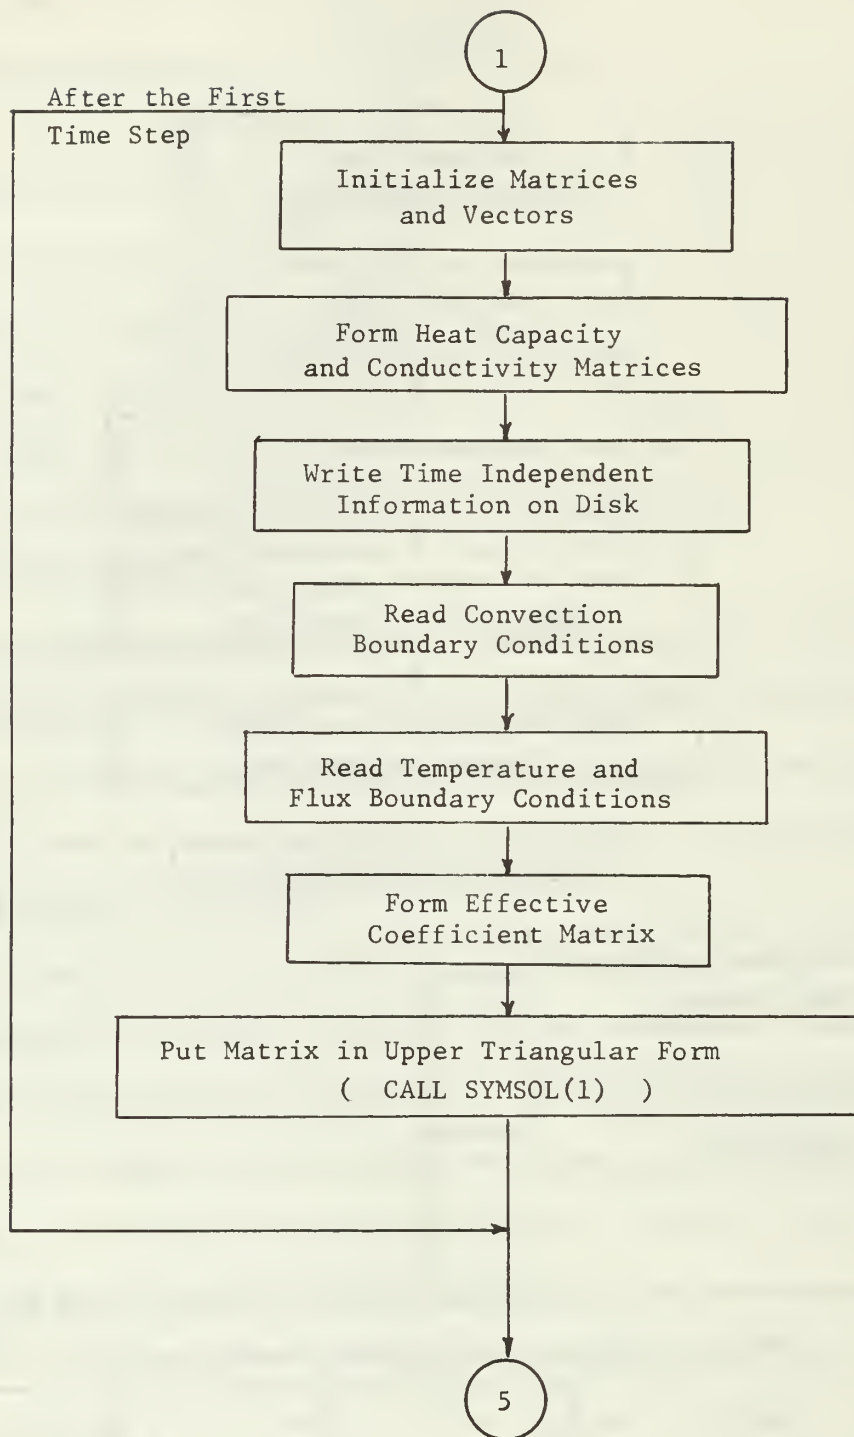 1
After the First
Time Step
Initialize Matrices
and Vectors
Form Heat Capacity
and Conductivity Matrices
Write Time Independent
Information on Disk
Read Convection
Boundary Conditions
Read Temperature and
Flux Boundary Conditions
Form Effective
Coefficient Matrix
Put Matrix in Upper Triangular Form
( CALL SYMSOL(1) )
5